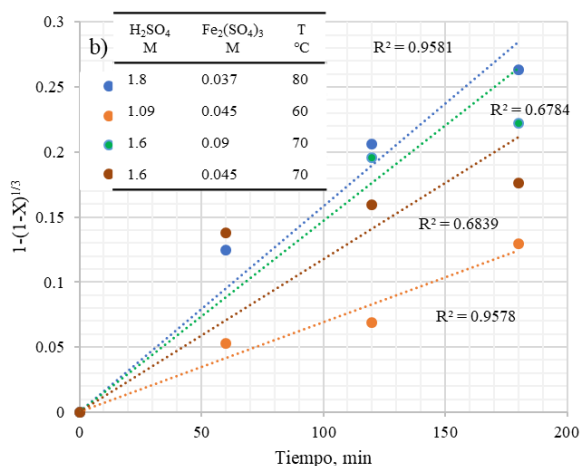 b)
H₂SO₄ Fe₂(SO₄)₃ T
M M °C
1.8 0.037 80
1.09 0.045 60
1.6 0.09 70
1.6 0.045 70
R² = 0.9581
R² = 0.6784
R² = 0.6839
R² = 0.9578
1-(1-X)^1/3
0.3
0.25
0.2
0.15
0.1
0.05
0
0 50 100 150 200
Tiempo, min